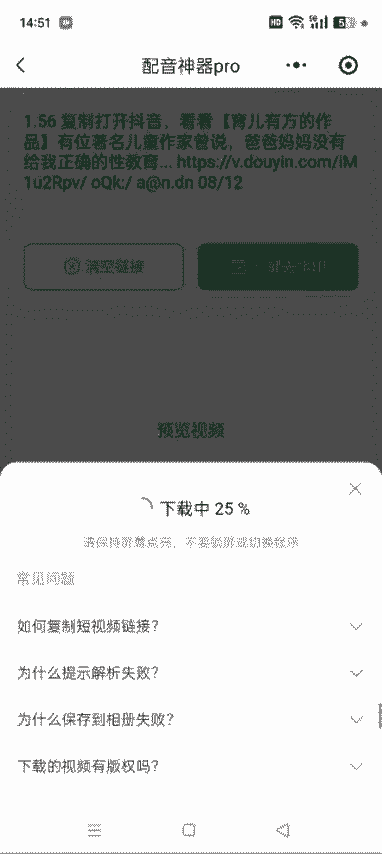 14:51
HD 5G 5
配音神器pro
1.56 复制打开抖音，看看【育儿有方的作
品】有位著名儿童作家曾说，爸爸妈妈没有
给我正确的性教育... https://v.douyin.com/iM
1u2Rpv/ oQk:/ a@n.dn 08/12
清空链接
预览视频
下载中 25 %
请保持屏幕点亮，不要锁屏或切换程序
常见问题
如何复制短视频链接？
为什么提示解析失败？
为什么保存到相册失败？
下载的视频有版权吗？